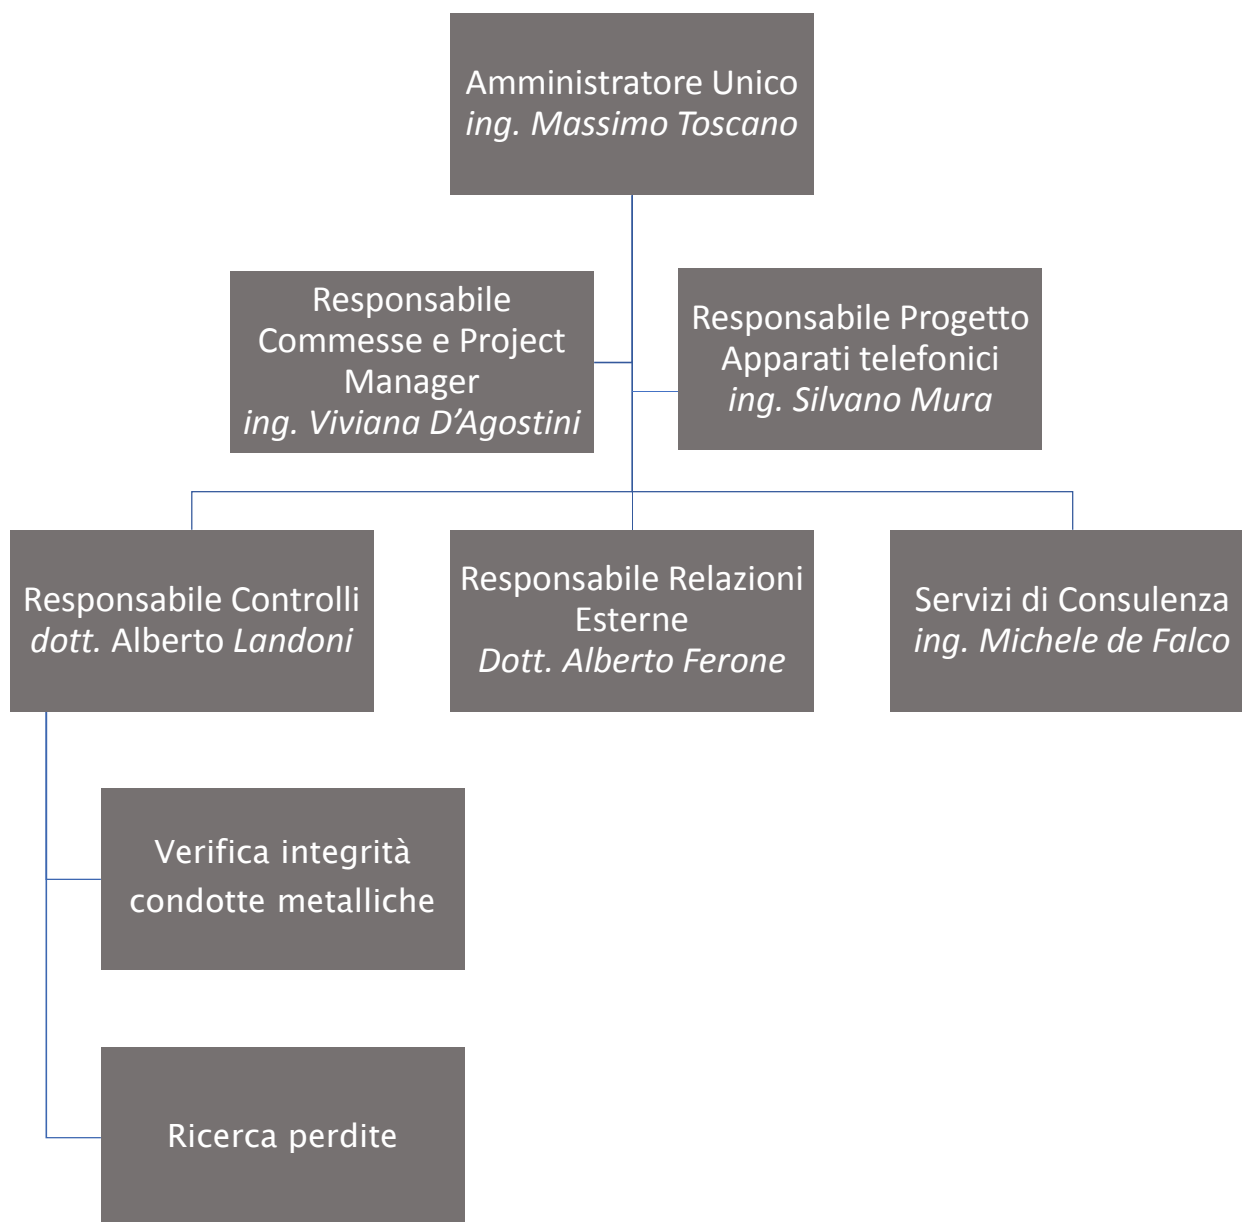 Amministratore Unico
ing. Massimo Toscano
Responsabile
Commesse e Project
Manager
ing. Viviana D’Agostini
Responsabile Progetto
Apparati telefonici
ing. Silvano Mura
Responsabile Controlli
dott. Alberto Landoni
Responsabile Relazioni
Esterne
Dott. Alberto Ferone
Servizi di Consulenza
ing. Michele de Falco
Verifica integrità
condotte metalliche
Ricerca perdite